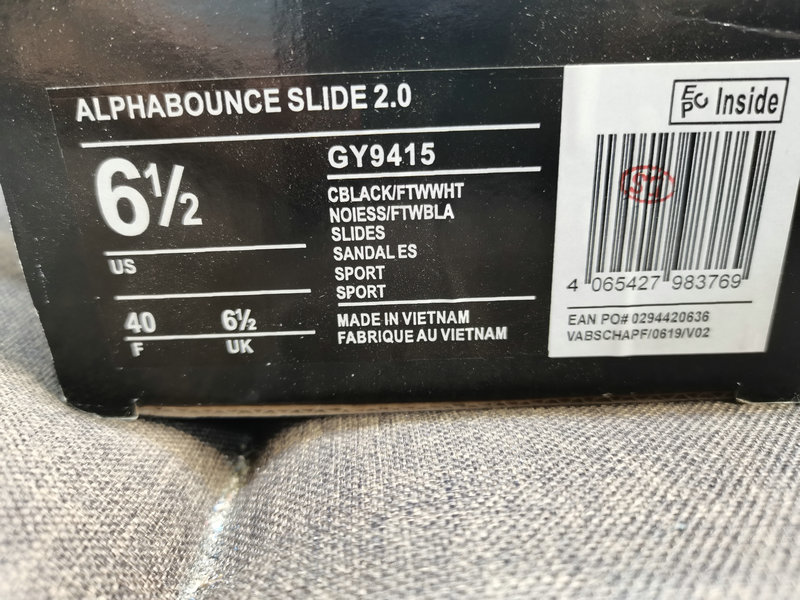 ALPHABOUNCE SLIDE 2.0
6½
US
40
F
6½
UK
GY9415
CBLACK/FTWWHT
NOIESS/FTWBLA
SLIDES
SANDALES
SPORT
SPORT
MADE IN VIETNAM
FABRIQUE AU VIETNAM
EPC Inside
4 065427 983769
EAN PO# 0294420636
VABSCHAPF/0619/V02